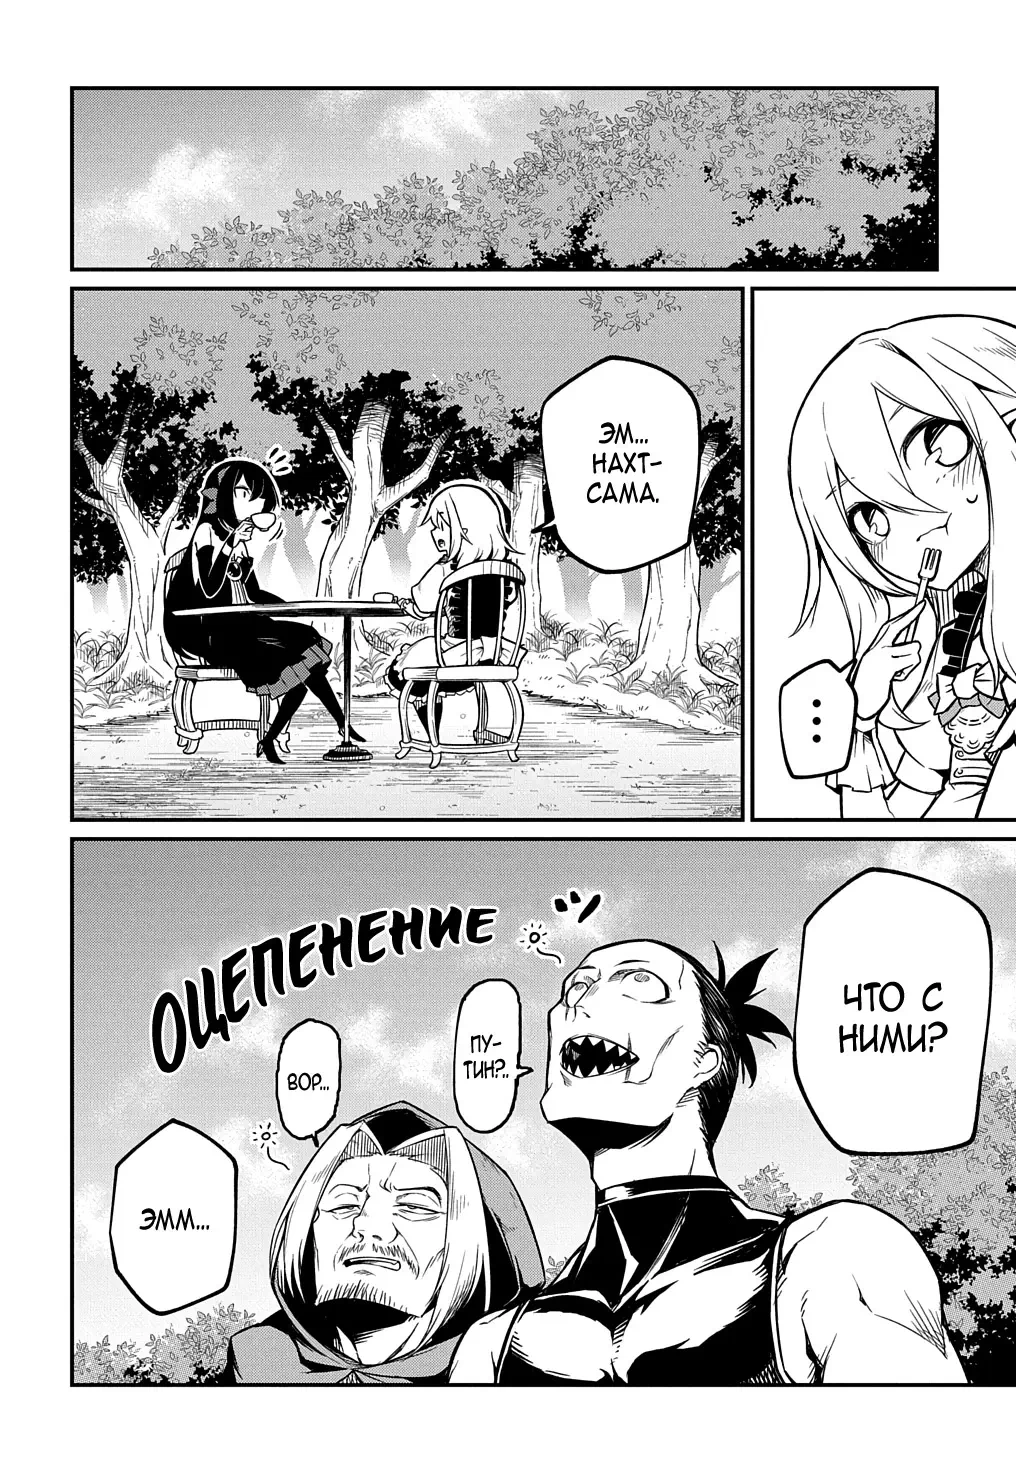 ЭМ...
НАХТ-
САМА.
...
ЧТО С
НИМИ?
ОЦЕПЕНЕНИЕ
ПУ-
ТИН?..
ВОР...
ЭММ...